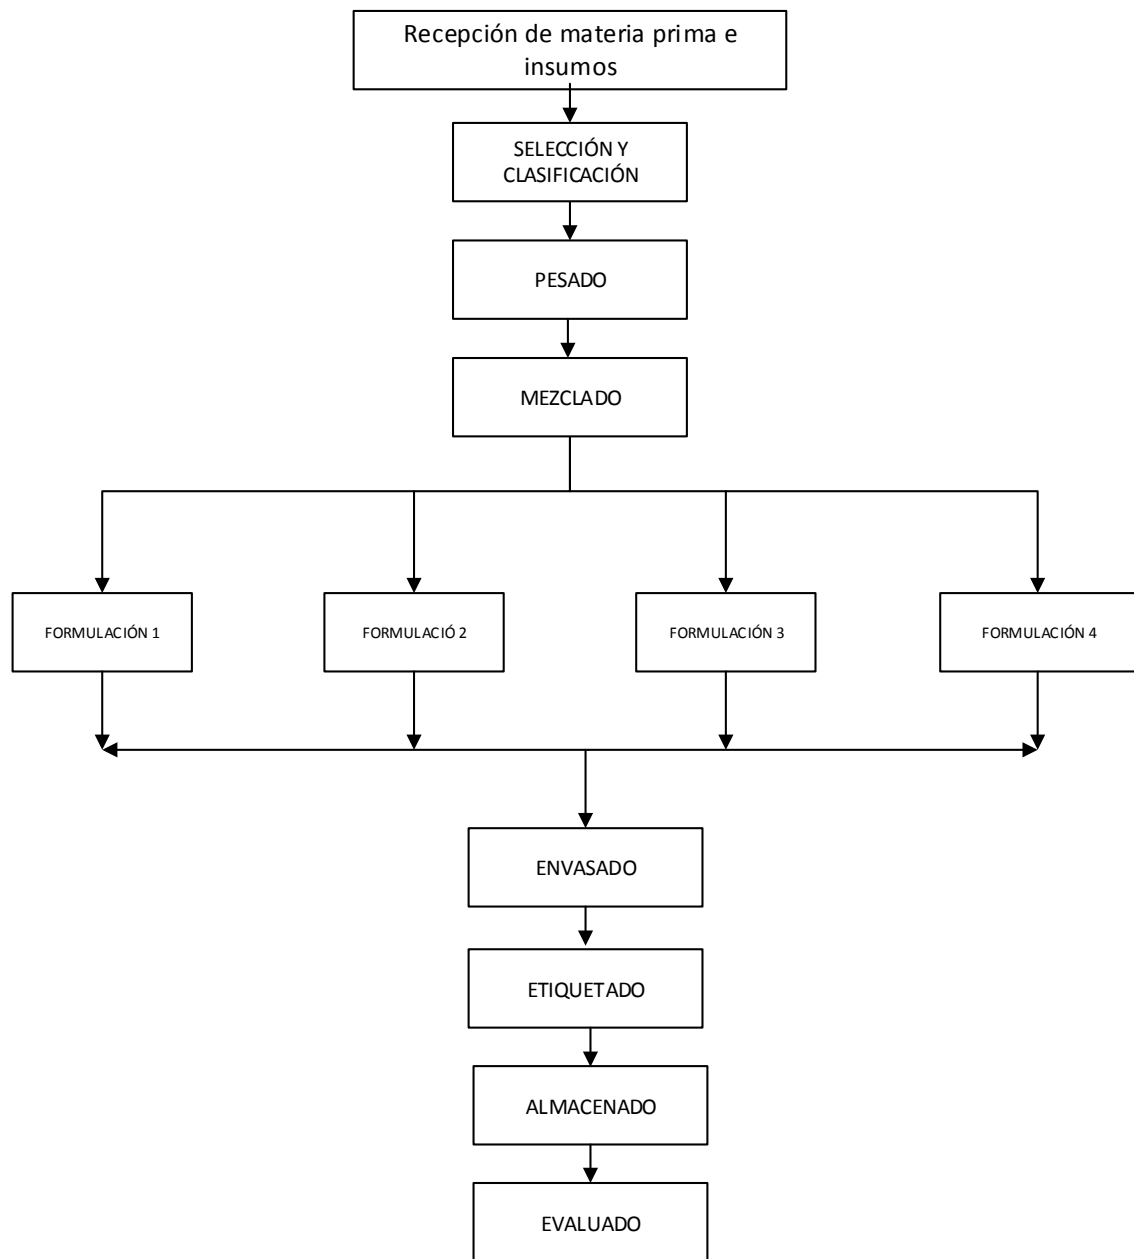 Recepción de materia prima e
insumos
SELECCIÓN Y
CLASIFICACIÓN
PESADO
MEZCLADO
FORMULACIÓN 1
FORMULACIÓ 2
FORMULACIÓN 3
FORMULACIÓN 4
ENVASADO
ETIQUETADO
ALMACENADO
EVALUADO